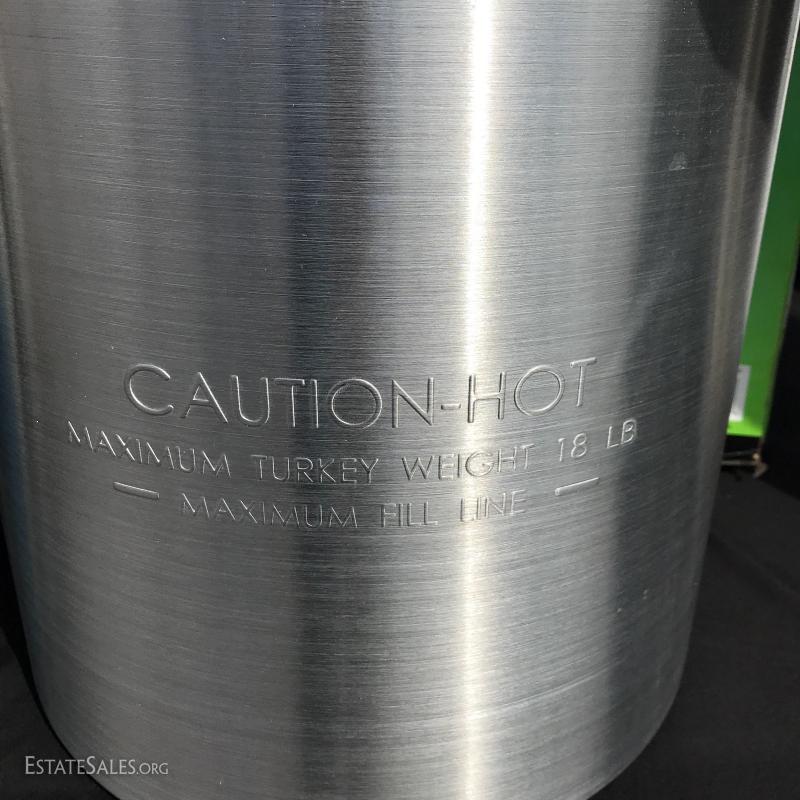 CAUTION-HOT
MAXIMUM TURKEY WEIGHT 18 LB
— MAXIMUM FILL LINE —
ESTATESALES.ORG